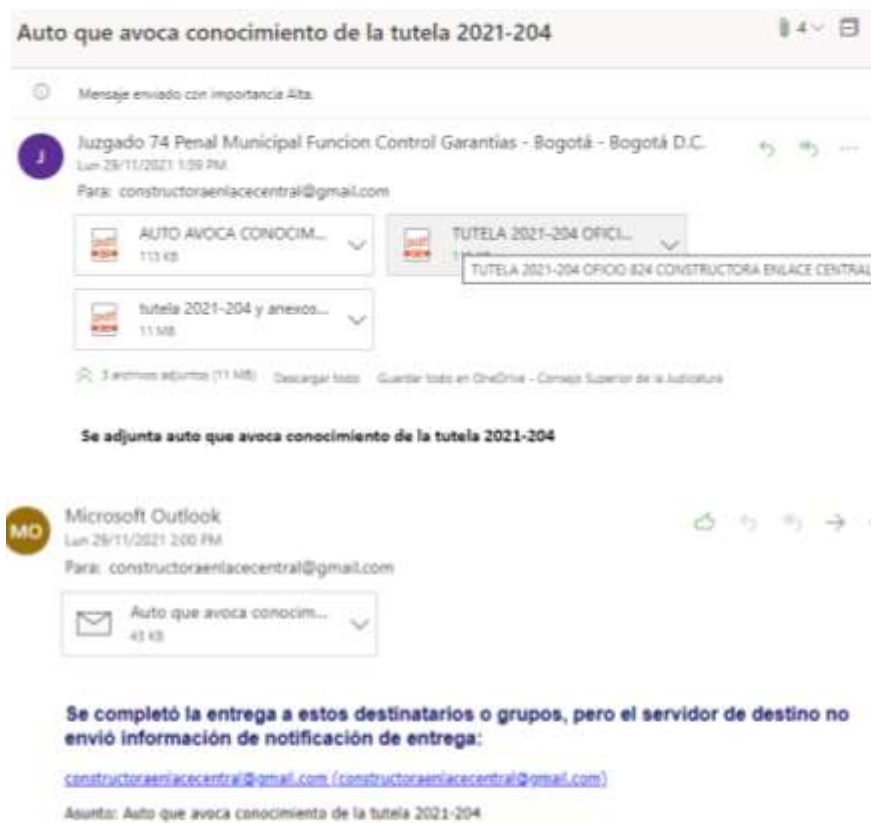 Auto que avoca conocimiento de la tutela 2021-204
4
Mensaje enviado con importancia Alta.
J
Juzgado 74 Penal Municipal Funcion Control Garantias - Bogotá - Bogotá D.C.
Lun 29/11/2021 1:59 PM
Para: constructoraenlacecentral@gmail.com
AUTO AVOCA CONOCIM...
113 KB
TUTELA 2021-204 OFICI...
TUTELA 2021-204 OFICIO 824 CONSTRUCTORA ENLACE CENTRAL
tutela 2021-204 y anexos...
11 MB
3 archivos adjuntos (11 MB) Descargar todo Guardar todo en OneDrive - Consejo Superior de la Judicatura
Se adjunta auto que avoca conocimiento de la tutela 2021-204
MO
Microsoft Outlook
Lun 29/11/2021 2:00 PM
Para: constructoraenlacecentral@gmail.com
Auto que avoca conocim...
43 KB
Se completó la entrega a estos destinatarios o grupos, pero el servidor de destino no
envió información de notificación de entrega:
constructoraenlacecentral@gmail.com (constructoraenlacecentral@gmail.com)
Asunto: Auto que avoca conocimiento de la tutela 2021-204